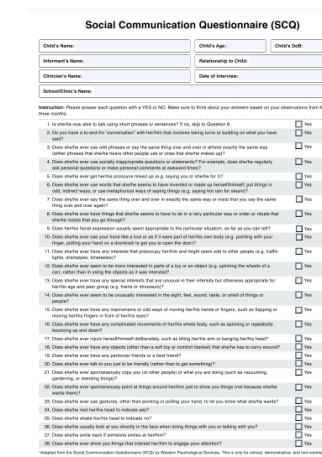 Social Communication Questionnaire (SCQ)
Child's Name: Child's Age: Child's DoB:
Informant's Name: Relationship to Child:
Clinician's Name: Date of Interview:
School/Clinic's Name:
Instruction: Please answer each question with a YES or NO. Make sure to think about your answers based on your observations from th
three months.
1. Is she/he now able to talk using short phrases or sentences? If no, skip to Question 8. Yes
2. Do you have a to-and-fro "conversation" with her/him that involves taking turns or building on what you have Yes
said?
3. Does she/he ever use odd phrases or say the same thing over and over in almost exactly the same way Yes
(either phrases that she/he hears other people use or ones that she/he makes up)?
4. Does she/he ever use socially inappropriate questions or statements? For example, does she/he regularly Yes
ask personal questions or make personal comments at awkward times?
5. Does she/he ever get her/his pronouns mixed up (e.g. saying you or she/he for I)? Yes
6. Does she/he ever use words that she/he seems to have invented or made up her/himself; put things in Yes
odd, indirect ways; or use metaphorical ways of saying things (e.g. saying hot rain for steam)?
7. Does she/he ever say the same thing over and over in exactly the same way or insist that you say the same Yes
thing over and over again?
8. Does she/he ever have things that she/he seems to have to do in a very particular way or order or rituals that Yes
she/he insists that you go through?
9. Does her/his facial expression usually seem appropriate to the particular situation, as far as you can tell? Yes
10. Does she/he ever use your hand like a tool or as if it were part of her/his own body (e.g. pointing with your Yes
finger, putting your hand on a doorknob to get you to open the door)?
11. Does she/he ever have any interests that preoccupy her/him and might seem odd to other people (e.g. traffic Yes
lights, drainpipes, timetables)?
12. Does she/he ever seem to be more interested in parts of a toy or an object (e.g. spinning the wheels of a Yes
car), rather than in using the objects as it was intended?
13. Does she/he ever have any special interests that are unusual in their intensity but otherwise appropriate for Yes
his/her age and peer group (e.g. trains or dinosaurs)?
14. Does she/he ever seem to be unusually interested in the sight, feel, sound, taste, or smell of things or Yes
people?
15. Does she/he ever have any mannerisms or odd ways of moving her/his hands or fingers, such as flapping or Yes
moving her/his fingers in front of her/his eyes?
16. Does she/he ever have any complicated movements of her/his whole body, such as spinning or repeatedly Yes
bouncing up and down?
17. Does she/he ever injure her/himself deliberately, such as biting her/his arm or banging her/his head? Yes
18. Does she/he ever have any objects (other than a soft toy or comfort blanket) that she/he has to carry around? Yes
19. Does she/he ever have any particular friends or a best friend? Yes
20. Does she/he ever talk to you just to be friendly (rather than to get something)? Yes
21. Does she/he ever spontaneously copy you (or other people) or what you are doing (such as vacuuming, Yes
gardening, or mending things)?
22. Does she/he ever spontaneously point at things around her/him just to show you things (not because she/he Yes
wants them)?
23. Does she/he ever use gestures, other than pointing or pulling your hand, to let you know what she/he wants? Yes
24. Does she/he nod her/his head to indicate yes? Yes
25. Does she/he shake her/his head to indicate no? Yes
26. Does she/he usually look at you directly in the face when doing things with you or talking with you? Yes
27. Does she/he smile back if someone smiles at her/him? Yes
28. Does she/he ever show you things that interest her/him to engage your attention? Yes
*Adapted from the Social Communication Questionnaire (SCQ) by Western Psychological Services. This is only for clinical, demonstrative, and non-comme